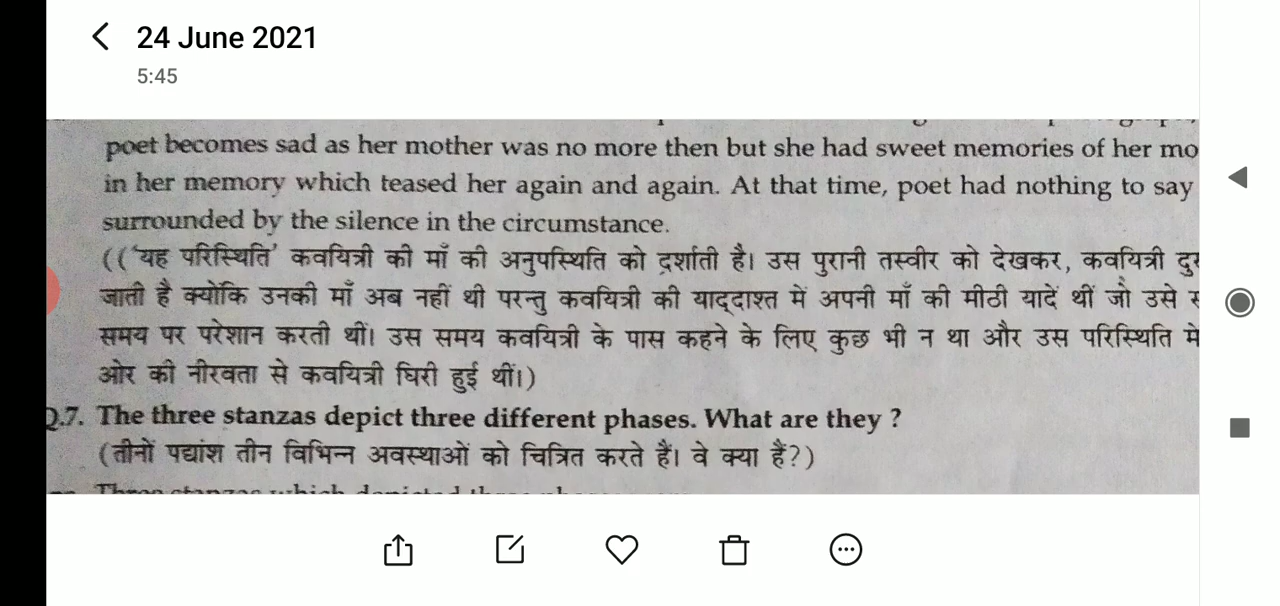 24 June 2021
5:45
poet becomes sad as her mother was no more then but she had sweet memories of her mo
in her memory which teased her again and again. At that time, poet had nothing to say
surrounded by the silence in the circumstance.
(('यह परिस्थिति' कवयित्री की माँ की अनुपस्थिति को दर्शाती है। उस पुरानी तस्वीर को देखकर, कवयित्री
जाती है क्योंकि उनकी माँ अब नहीं थी परन्तु कवयित्री की याद्दाश्त में अपनी माँ की मीठी यादें थीं जो उसे
समय पर परेशान करती थीं। उस समय कवयित्री के पास कहने के लिए कुछ भी न था और उस परिस्थिति में
ओर की नीरवता से कवयित्री घिरी हुई थीं।)
Q.7. The three stanzas depict three different phases. What are they ?
(तीनों पद्यांश तीन विभिन्न अवस्थाओं को चित्रित करते हैं। वे क्या हैं?)